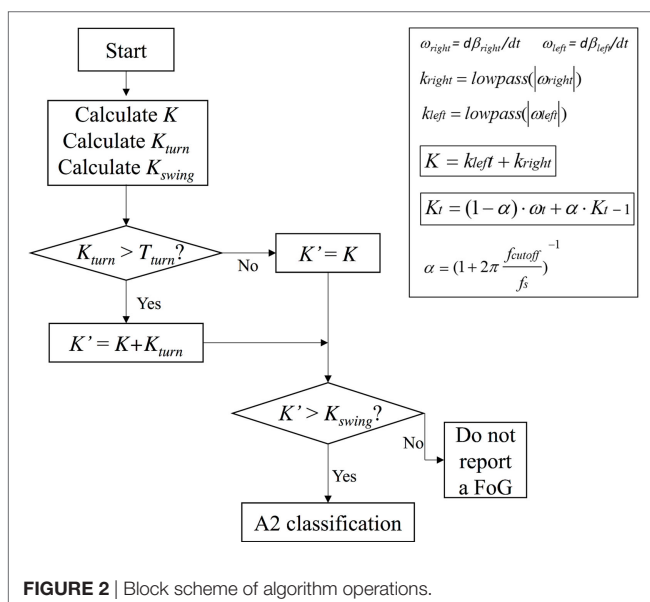 Start
Calculate K
Calculate K_turn
Calculate K_swing
K_turn > T_turn?
No
K’ = K
Yes
K’ = K+K_turn
K’ > K_swing?
No
Do not
report
a FoG
Yes
A2 classification
ω_right = dβ_right/dt ω_left = dβ_left/dt
k_right = lowpass(|ω_right|)
k_left = lowpass(|ω_left|)
K = k_left + k_right
K_t = (1 − α) · ω_t + α · K_t − 1
α = (1 + 2π f_cutoff / f_s)^−1
FIGURE 2 | Block scheme of algorithm operations.